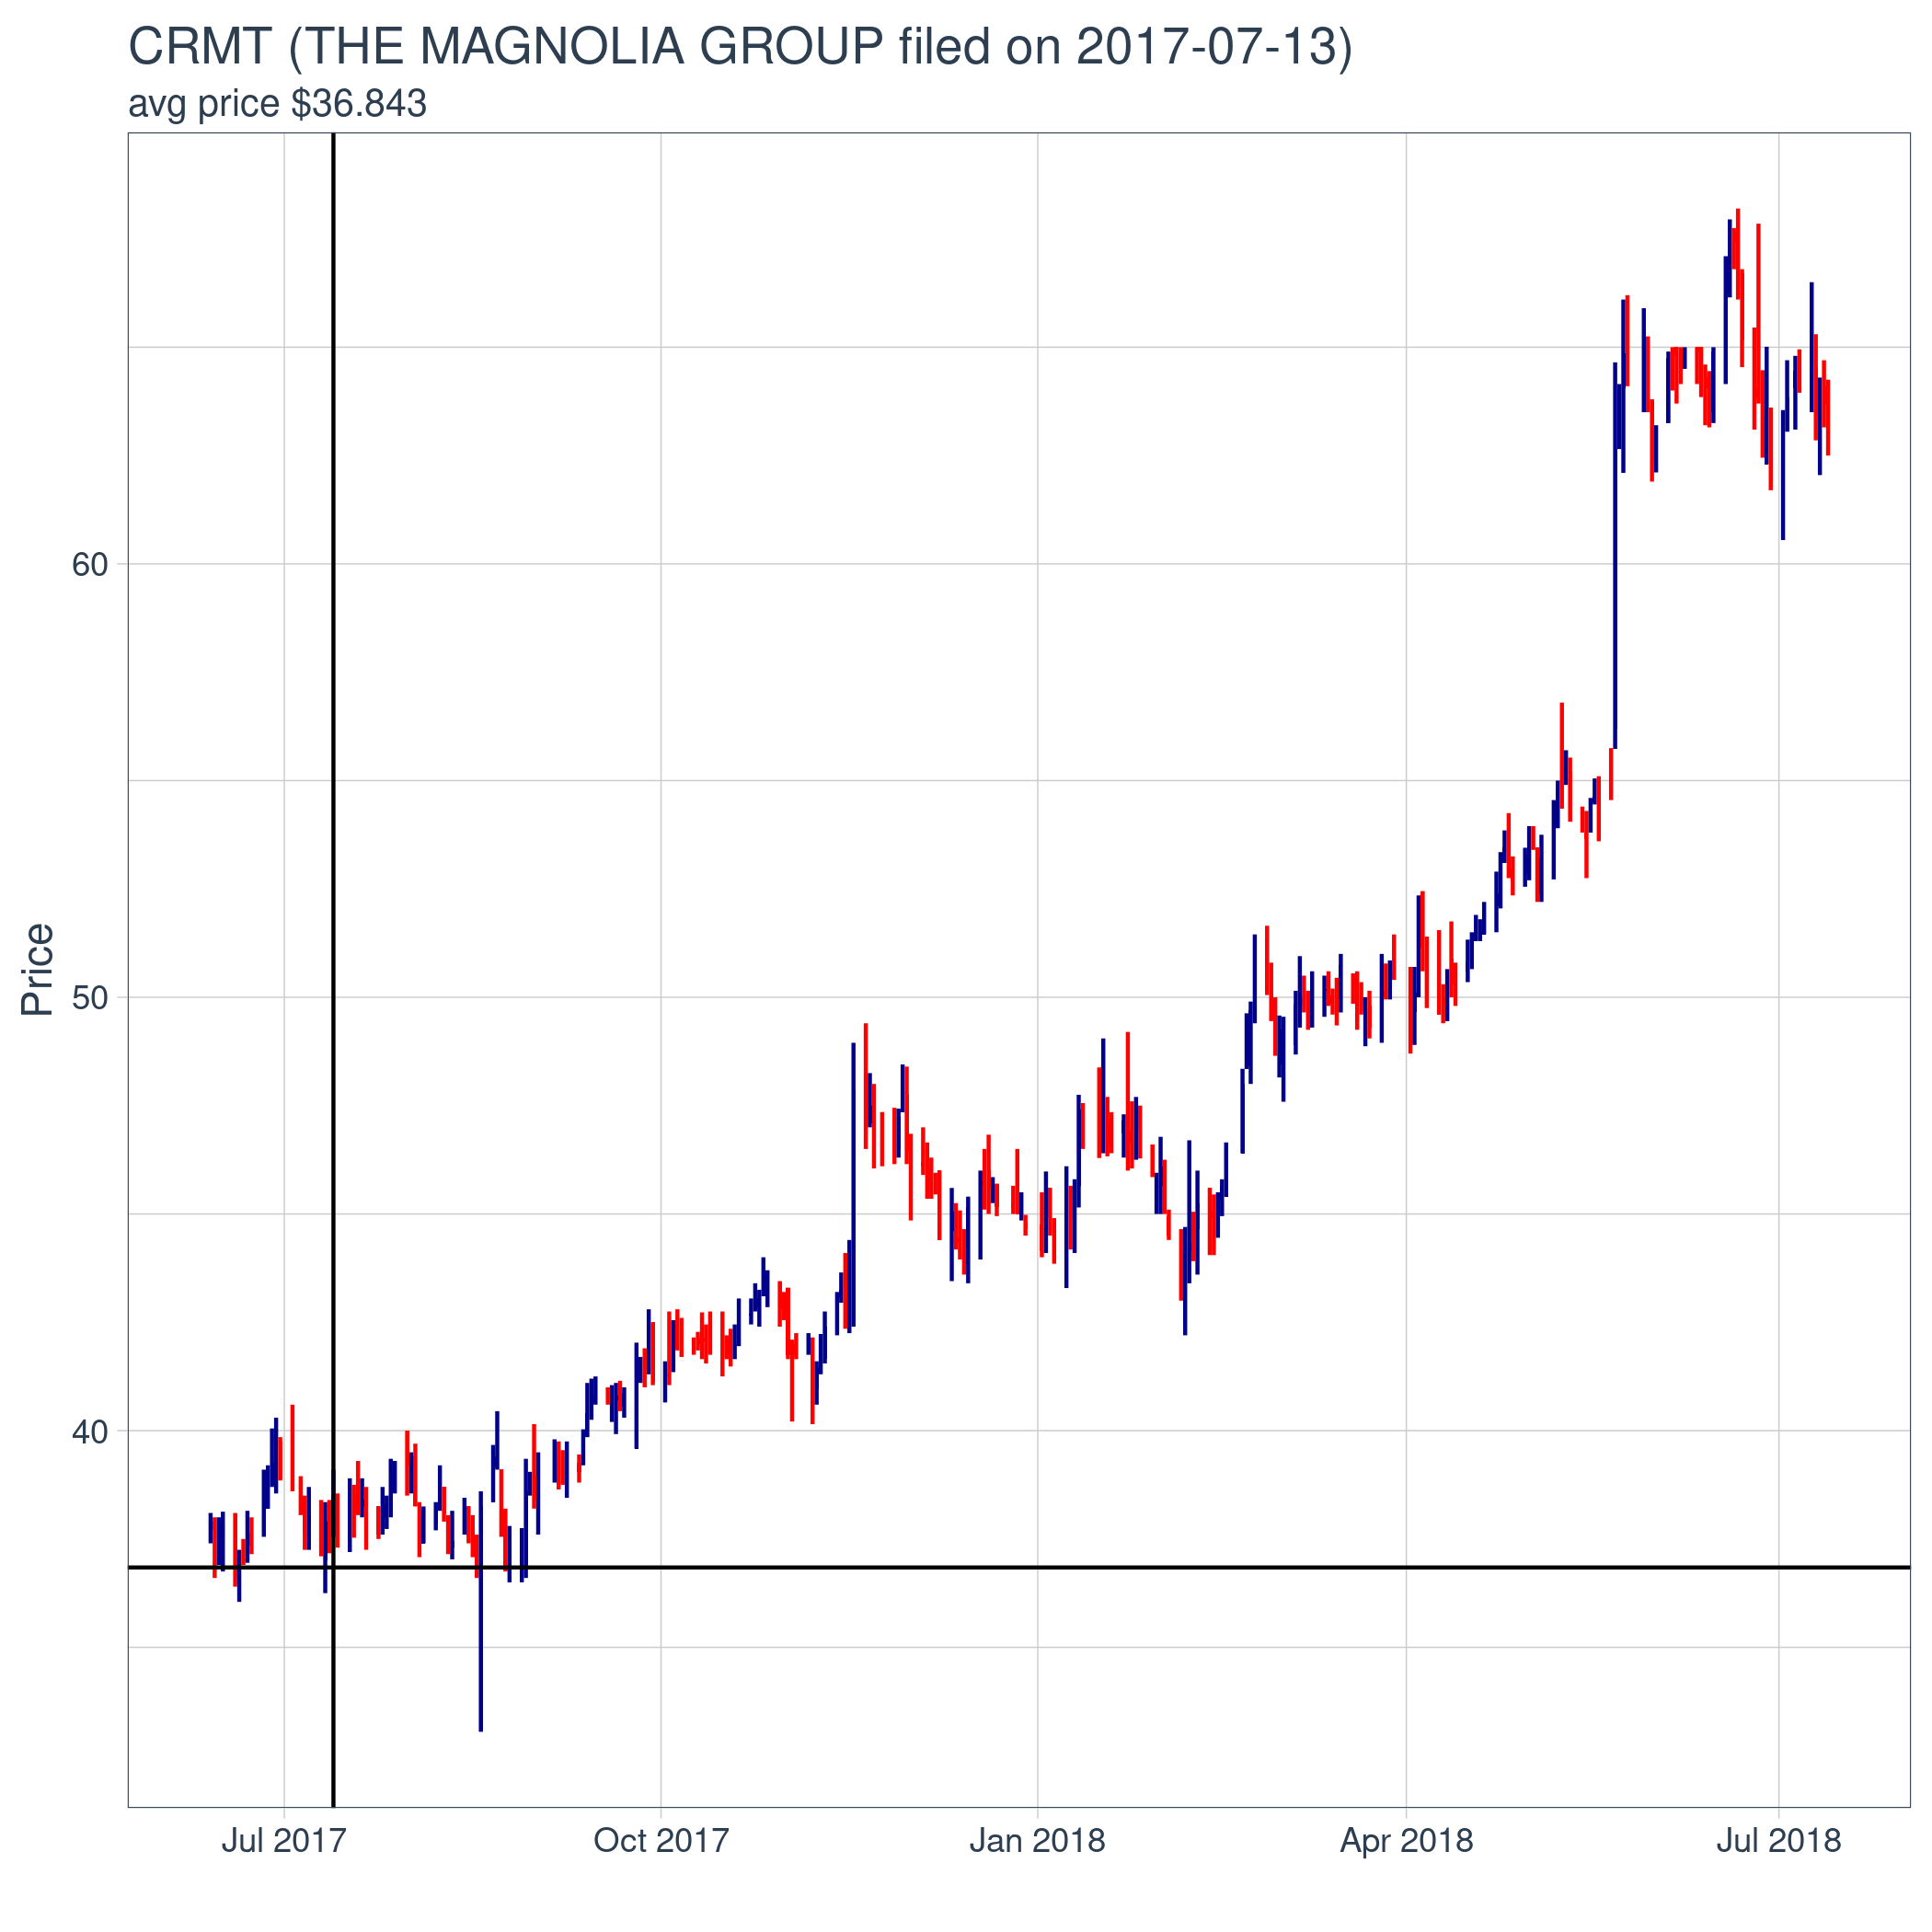 CRMT (THE MAGNOLIA GROUP filed on 2017-07-13)
avg price $36.843
Price
60
50
40
Jul 2017
Oct 2017
Jan 2018
Apr 2018
Jul 2018